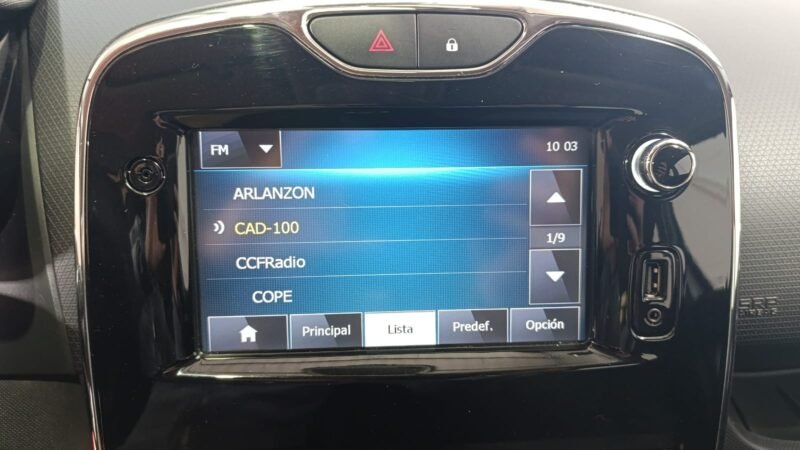 FM
10 03
ARLANZON
CAD-100
CCFRadio
COPE
1/9
Principal
Lista
Predef.
Opción